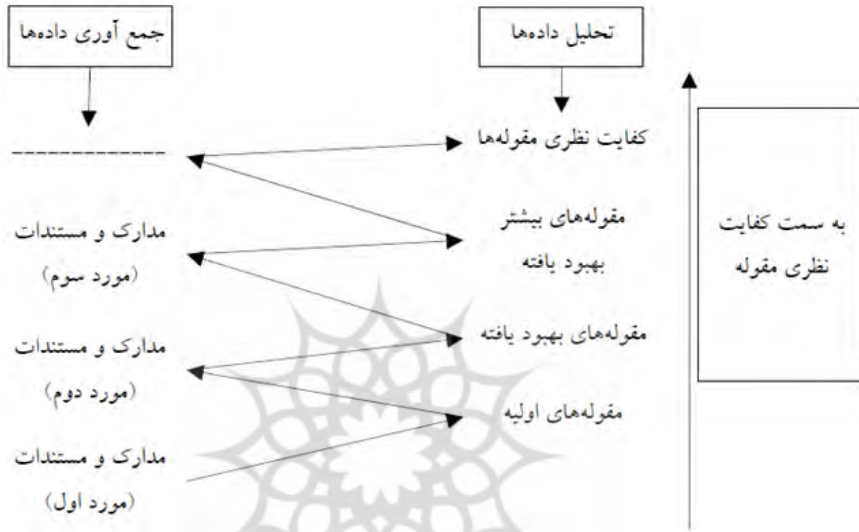 جمع آوری داده‌ها
تحلیل داده‌ها
کفایت نظری مقوله‌ها
--------------------
مقوله‌های بیشتر
بهبود یافته
مدارک و مستندات
(مورد سوم)
به سمت کفایت
نظری مقوله
مقوله‌های بهبود یافته
مدارک و مستندات
(مورد دوم)
مقوله‌های اولیه
مدارک و مستندات
(مورد اول)